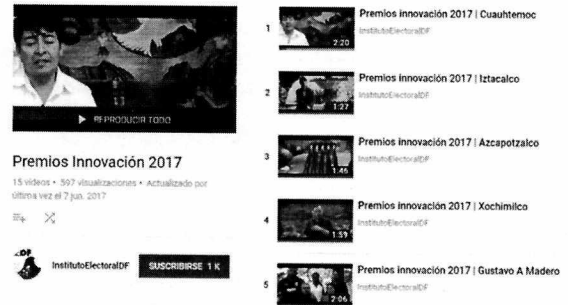 REPRODUCIR TODO
Premios Innovación 2017
15 videos • 597 visualizaciones • Actualizado por
última vez el 7 jun. 2017
InstitutoElectoralDF
SUSCRIBIRSE 1 K
1
2:20
Premios innovación 2017 | Cuauhtemoc
InstitutoElectoralDF
2
1:27
Premios innovación 2017 | Iztacalco
InstitutoElectoralDF
3
1:46
Premios innovación 2017 | Azcapotzalco
InstitutoElectoralDF
4
1:59
Premios innovación 2017 | Xochimilco
InstitutoElectoralDF
5
2:06
Premios innovación 2017 | Gustavo A Madero
InstitutoElectoralDF